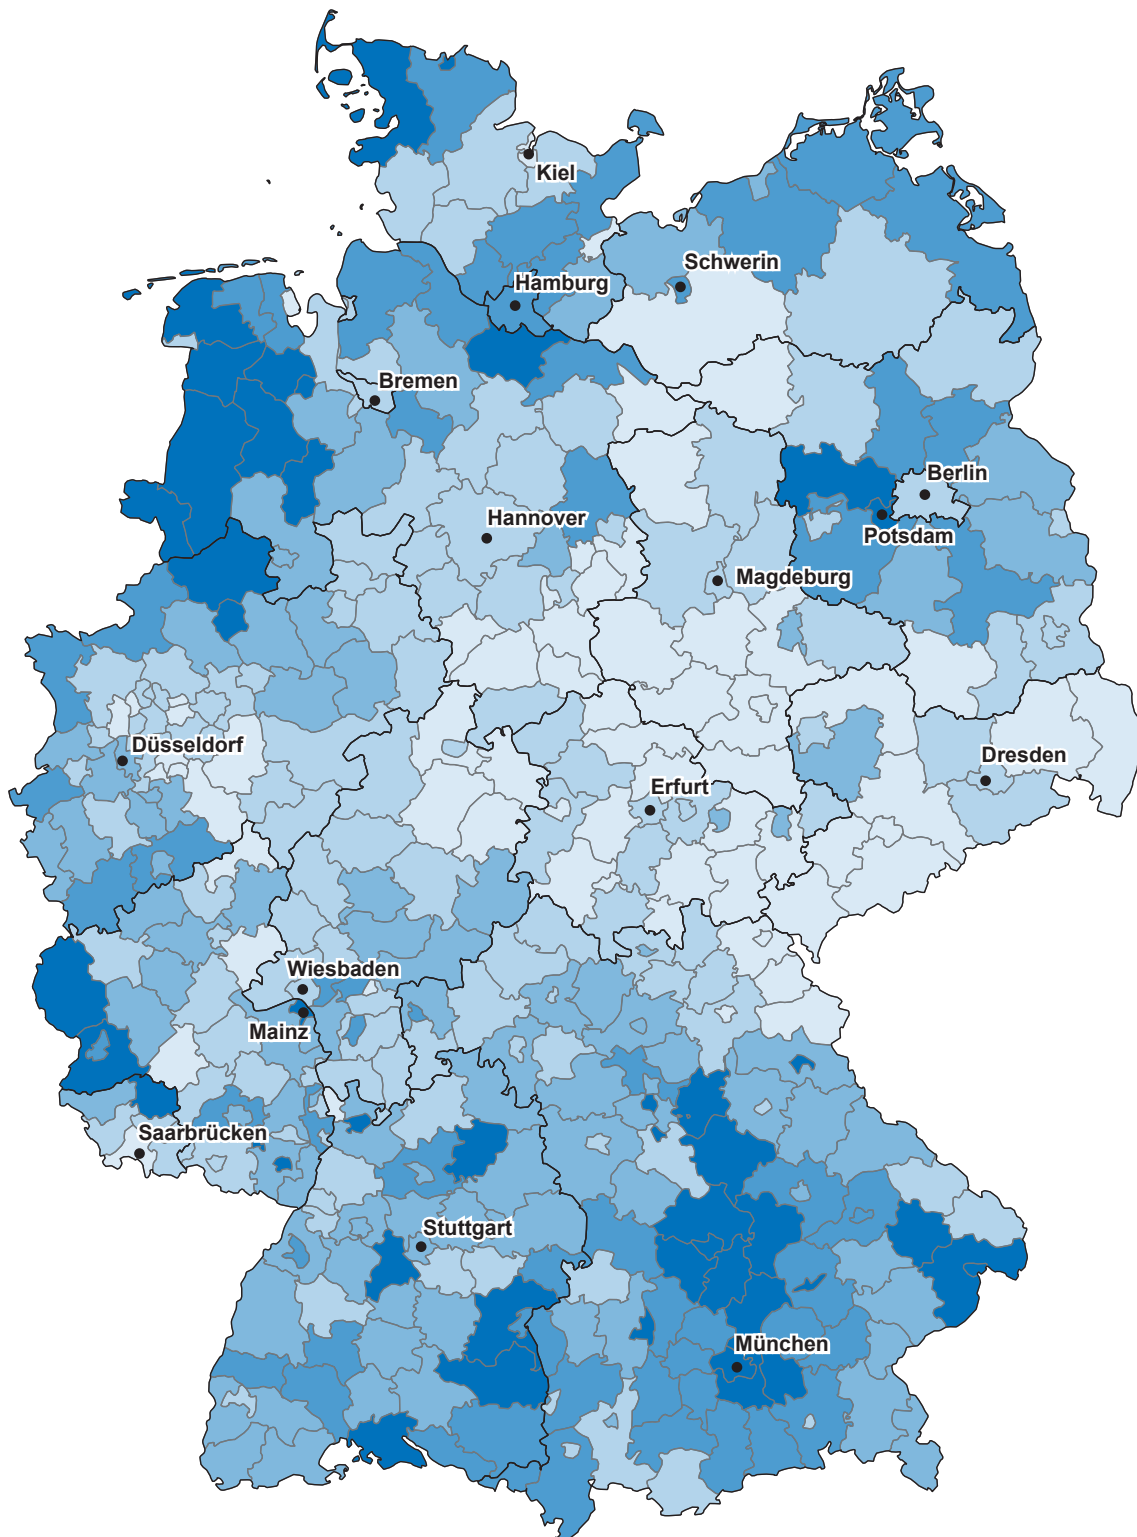 Kiel
Schwerin
Hamburg
Bremen
Berlin
Hannover
Potsdam
Magdeburg
Düsseldorf
Dresden
Erfurt
Wiesbaden
Mainz
Saarbrücken
Stuttgart
München